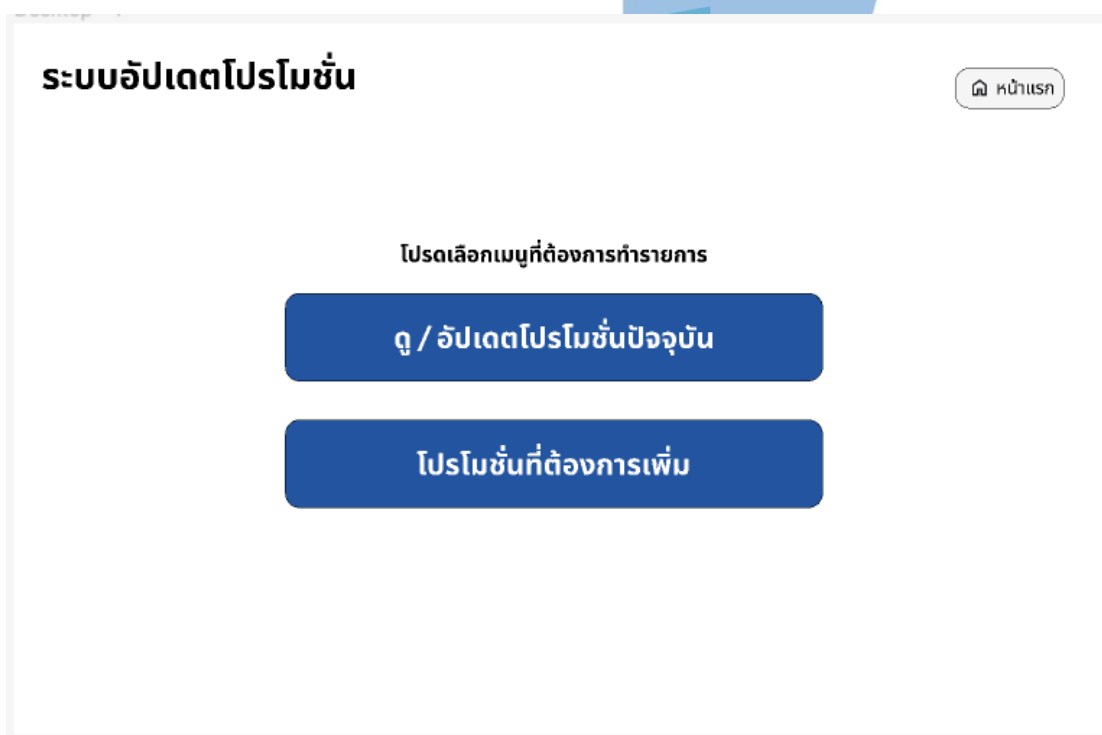 ระบบอัปเดตโปรโมชั่น
หน้าแรก
โปรดเลือกเมนูที่ต้องการทำรายการ
ดู / อัปเดตโปรโมชั่นปัจจุบัน
โปรโมชั่นที่ต้องการเพิ่ม